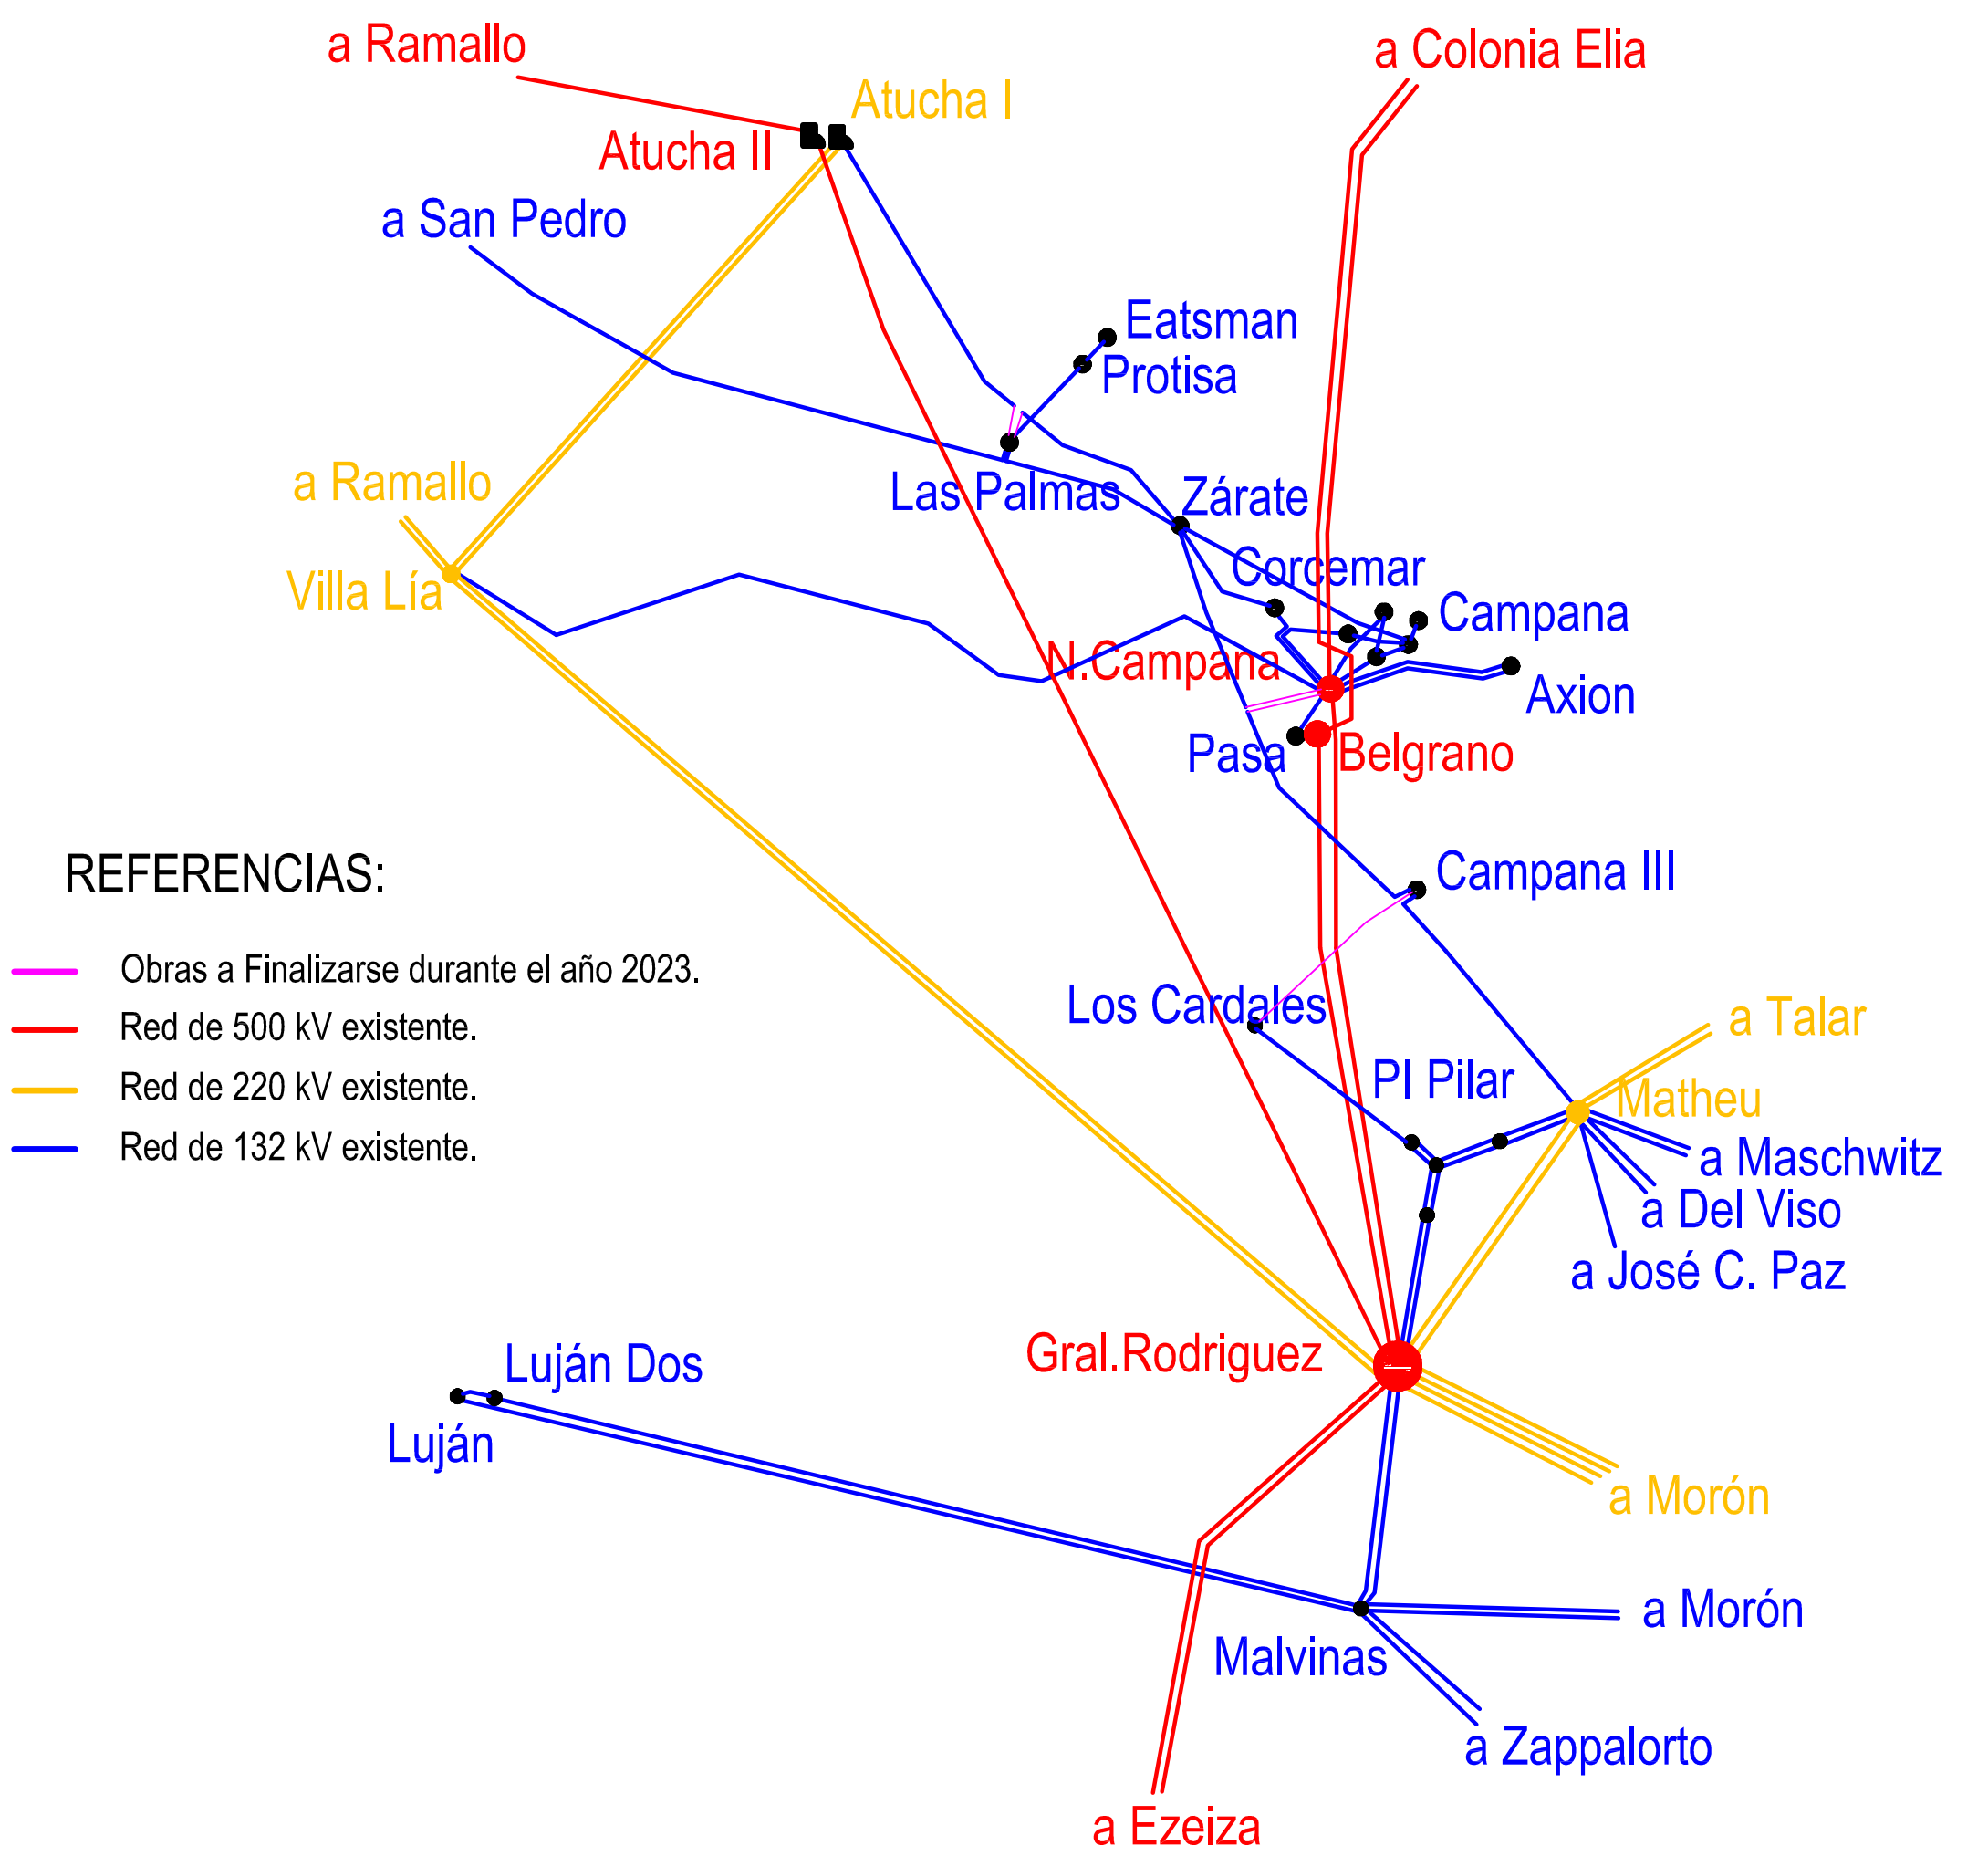 a Ramallo
a Colonia Elia
Atucha I
Atucha II
a San Pedro
Eatsman
Protisa
a Ramallo
Las Palmas
Zárate
Corcemar
Villa Lía
Campana
N.Campana
Axion
Pasa
Belgrano
REFERENCIAS:
Campana III
Obras a Finalizarse durante el año 2023.
Red de 500 kV existente.
Red de 220 kV existente.
Red de 132 kV existente.
Los Cardales
a Talar
PI Pilar
Matheu
a Maschwitz
a Del Viso
a José C. Paz
Gral.Rodriguez
Luján Dos
Luján
a Morón
a Morón
Malvinas
a Zappalorto
a Ezeiza